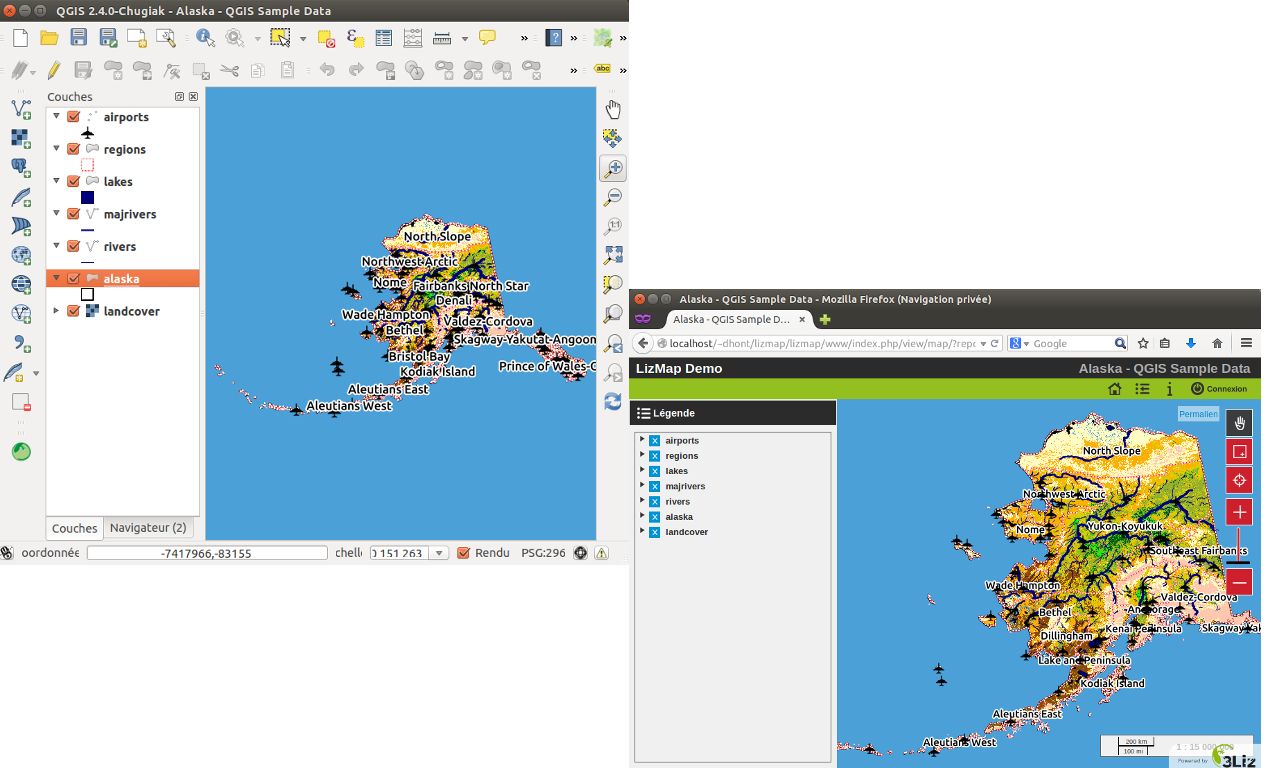 QGIS 2.4.0-Chugiak - Alaska - QGIS Sample Data
»
?
»
»
»
abc
»
Couches
airports
regions
lakes
majrivers
rivers
alaska
landcover
Couches
Navigateur (2)
North Slope
Northwest Arctic
Nome
Fairbanks North Star
Denali
Wade Hampton
Valdez-Cordova
Bethel
Skagway-Yakutat-Angoon
Bristol Bay
Prince of Wales-C
Kodiak Island
Aleutians East
Aleutians West
1:1
oordonnée
-7417966,-83155
chelle
151 263
Rendu
PSG:296
Alaska - QGIS Sample Data - Mozilla Firefox (Navigation privée)
Alaska - QGIS Sample D...
localhost/~dhont/lizmap/lizmap/www/index.php/view/map/?repo
Google
LizMap Demo
Alaska - QGIS Sample Data
Connexion
Légende
airports
regions
lakes
majrivers
rivers
alaska
landcover
Permalien
North Slope
Northwest Arctic
Nome
Yukon-Koyukuk
Southeast Fairbanks
Wade Hampton
Valdez-Cordova
Bethel
Anchorage
Kenai Peninsula
Skagway-Yak
Dillingham
Lake and Peninsula
Kodiak Island
Aleutians East
Aleutians West
200 km
100 mi
1 : 15 000 000
Powered by
3Liz